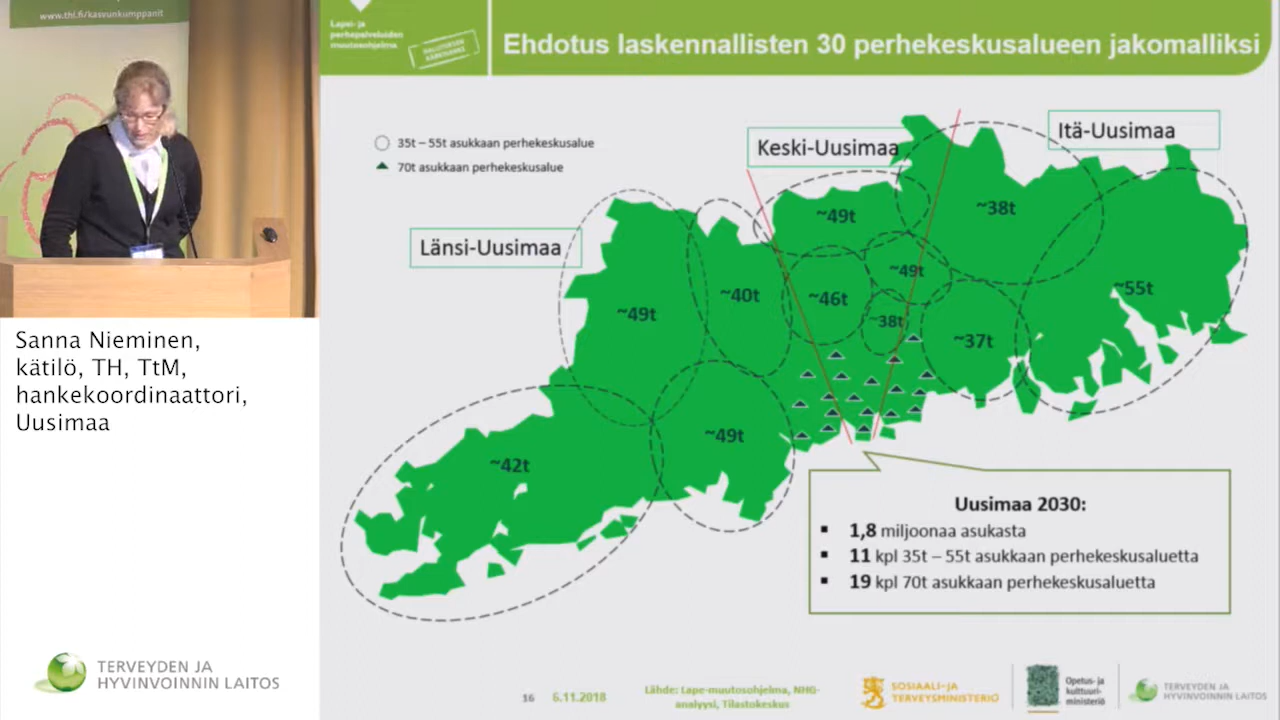 www.thl.fi/kasvunkumppanit
Lapsi- ja
perhepalveluiden
muutosohjelma
HALLITUKSEN
KÄRKIHANKE
Ehdotus laskennallisten 30 perhekeskusalueen jakomalliksi
35t – 55t asukkaan perhekeskusalue
70t asukkaan perhekeskusalue
Länsi-Uusimaa
Keski-Uusimaa
Itä-Uusimaa
~49t
~38t
~49t
~55t
~40t
~46t
~49t
~38t
~37t
~49t
~42t
Uusimaa 2030:
▪ 1,8 miljoonaa asukasta
▪ 11 kpl 35t – 55t asukkaan perhekeskusaluetta
▪ 19 kpl 70t asukkaan perhekeskusaluetta
Sanna Nieminen,
kätilö, TH, TtM,
hankekoordinaattori,
Uusimaa
TERVEYDEN JA
HYVINVOINNIN LAITOS
16 6.11.2018
Lähde: Lape-muutosohjelma, NHG-
analyysi, Tilastokeskus
SOSIAALI- JA
TERVEYSMINISTERIÖ
Opetus- ja
kulttuuri-
ministeriö
TERVEYDEN JA
HYVINVOINNIN LAITOS